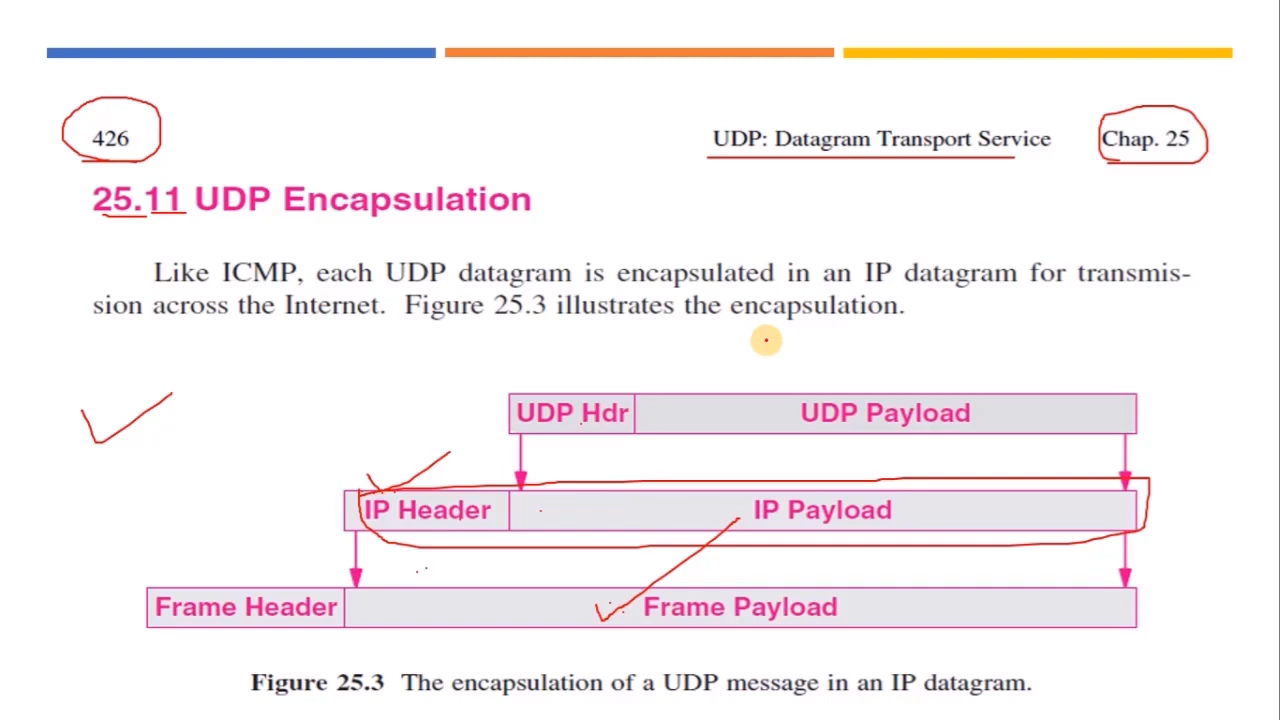 426 UDP: Datagram Transport Service Chap. 25
25.11 UDP Encapsulation
Like ICMP, each UDP datagram is encapsulated in an IP datagram for transmis-
sion across the Internet. Figure 25.3 illustrates the encapsulation.
UDP Hdr UDP Payload
IP Header IP Payload
Frame Header Frame Payload
Figure 25.3 The encapsulation of a UDP message in an IP datagram.